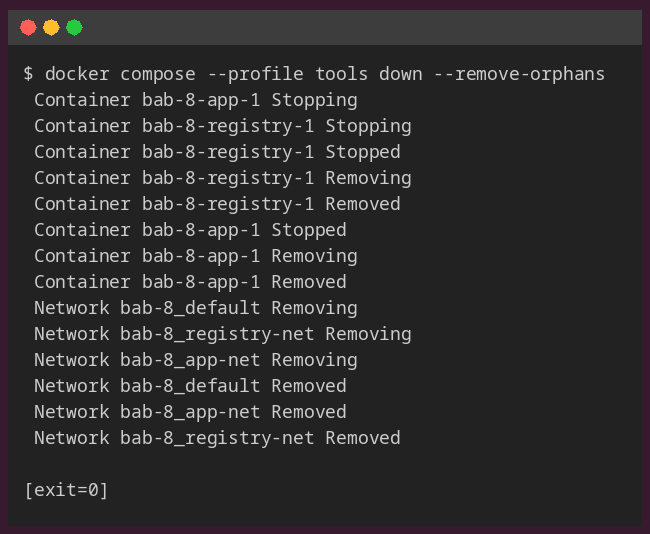 $ docker compose --profile tools down --remove-orphans
Container bab-8-app-1 Stopping
Container bab-8-registry-1 Stopping
Container bab-8-registry-1 Stopped
Container bab-8-registry-1 Removing
Container bab-8-registry-1 Removed
Container bab-8-app-1 Stopped
Container bab-8-app-1 Removing
Container bab-8-app-1 Removed
Network bab-8_default Removing
Network bab-8_registry-net Removing
Network bab-8_app-net Removing
Network bab-8_default Removed
Network bab-8_app-net Removed
Network bab-8_registry-net Removed
[exit=0]